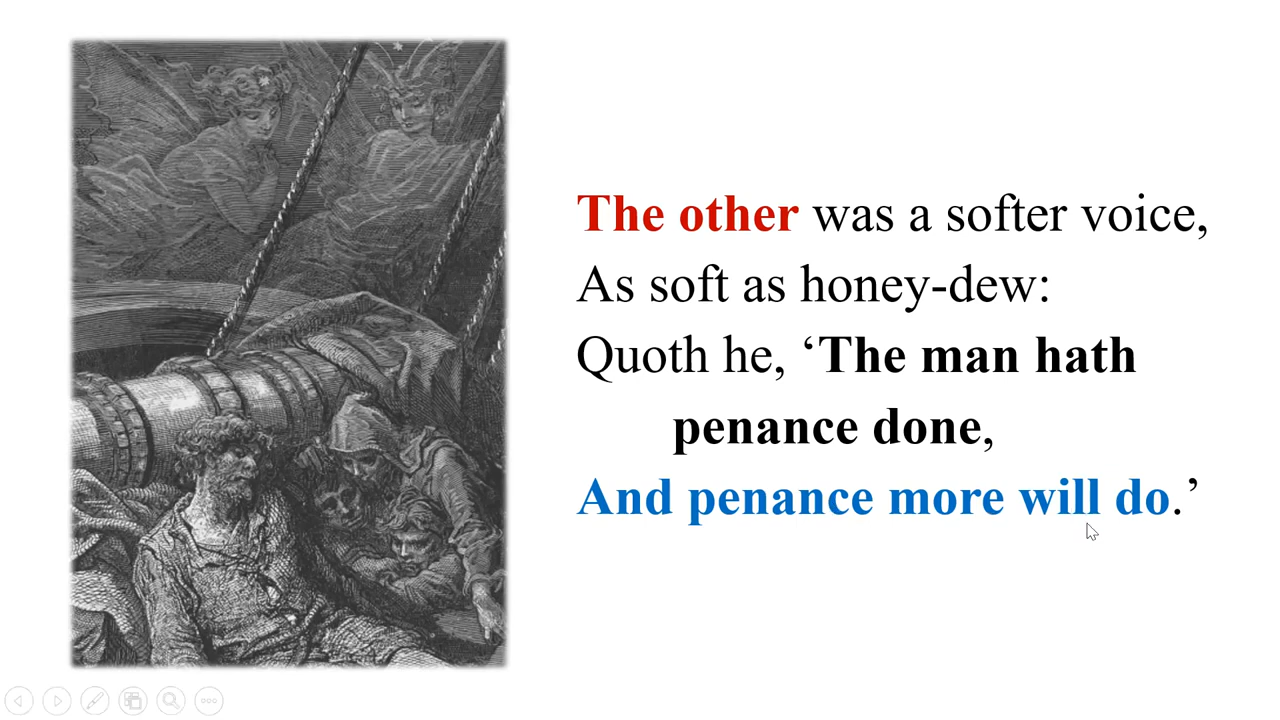 The other was a softer voice,
As soft as honey-dew:
Quoth he, ‘The man hath
penance done,
And penance more will do.’